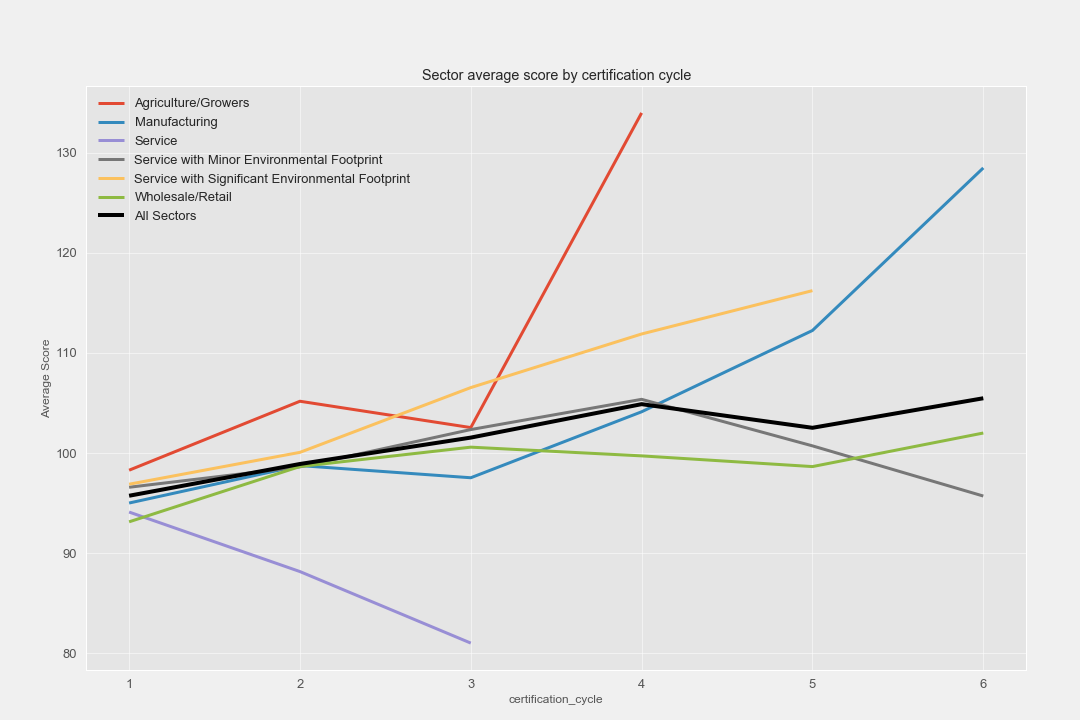 Sector average score by certification cycle
Agriculture/Growers
Manufacturing
Service
Service with Minor Environmental Footprint
Service with Significant Environmental Footprint
Wholesale/Retail
All Sectors
Average Score
130
120
110
100
90
80
1 2 3 4 5 6
certification_cycle